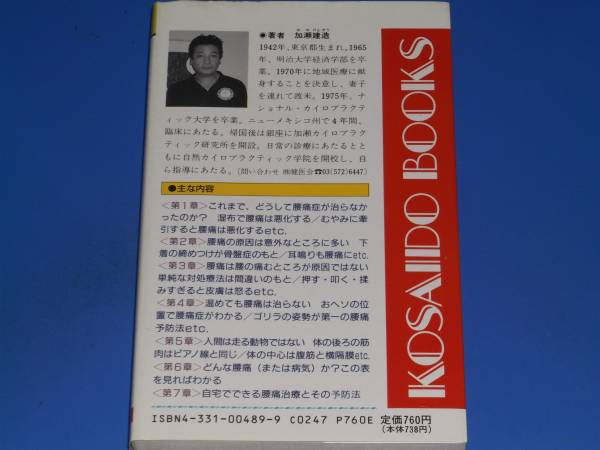 ●著者 加瀬建造
1942年、東京都生まれ。1965
年、明治大学経済学部を卒
業。1970年に地域医療に献
身することを決意し、妻子
を連れて渡米。1975年、ナ
ショナル・カイロプラクテ
ィック大学を卒業。ニューメキシコ州で4年間、
臨床にあたる。帰国後は銀座に加瀬カイロプラク
ティック研究所を開設。日常の診療にあたるとと
もに自然カイロプラクティック学院を開校し、自
ら指導にあたる。〔問い合わせ ㈱健医会☎03(572)6447〕
●主な内容
〈第1章〉これまで、どうして腰痛症が治らなか
ったのか? 湿布で腰痛は悪化する/むやみに牽
引すると腰痛は悪化するetc.
〈第2章〉腰痛の原因は意外なところに多い 下
着の締めつけが骨盤症のもと/耳鳴りも腰痛にetc.
〈第3章〉腰痛は腰の痛むところが原因ではない
単純な対処療法は間違いのもと/押す・叩く・揉
みすぎると皮膚は怒るetc.
〈第4章〉温めても腰痛は治らない おヘソの位
置で腰痛症がわかる/ゴリラの姿勢が第一の腰痛
予防法etc.
〈第5章〉人間は走る動物ではない 体の後ろの筋
肉はピアノ線と同じ/体の中心は腹筋と横隔膜etc.
〈第6章〉どんな腰痛(または病気)か?この表
を見ればわかる
〈第7章〉自宅でできる腰痛治療とその予防法
ISBN4-331-00489-9 C0247 P760E 定価760円
(本体738円)
KOSAIDO BOOKS